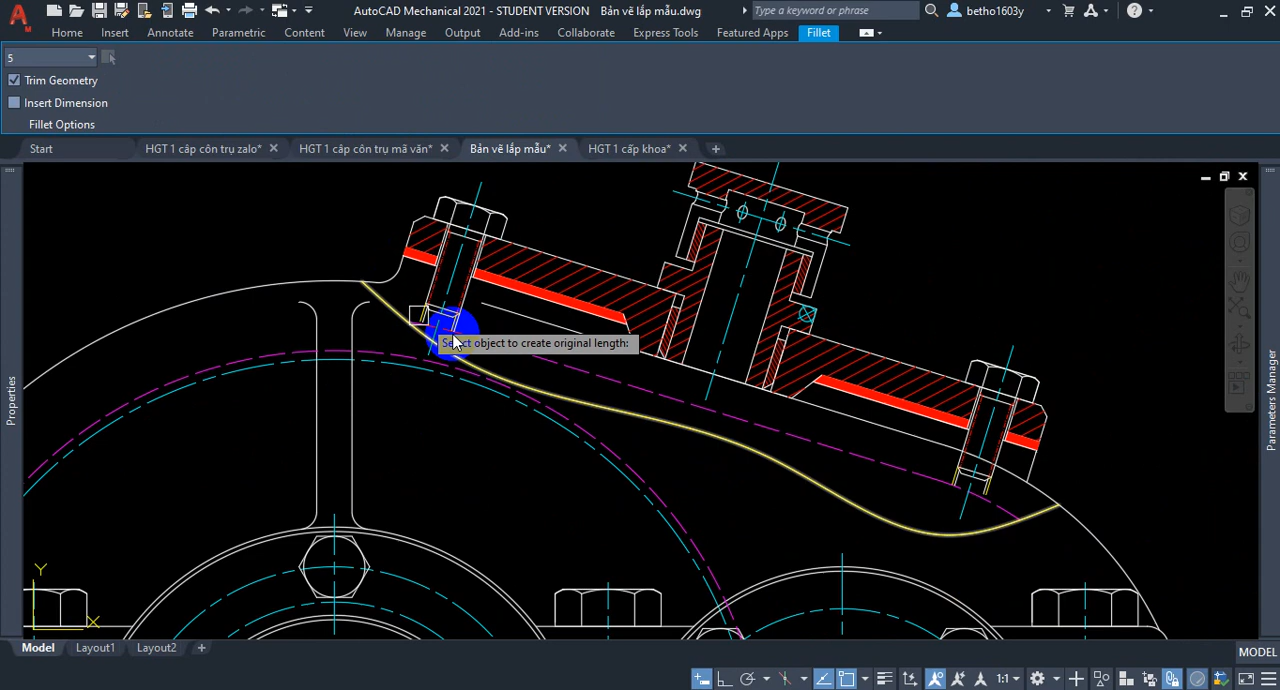 AutoCAD Mechanical 2021 - STUDENT VERSION Bản vẽ lắp mẫu.dwg Type a keyword or phrase betho1603y
Home Insert Annotate Parametric Content View Manage Output Add-ins Collaborate Express Tools Featured Apps Fillet
5
Trim Geometry
Insert Dimension
Fillet Options
Start HGT 1 cấp côn trụ zalo* HGT 1 cấp côn trụ mã văn* Bản vẽ lắp mẫu* HGT 1 cấp khoa*
Select object to create original length:
Properties
Parameters Manager
Y
X
Model Layout1 Layout2 MODEL
1:1